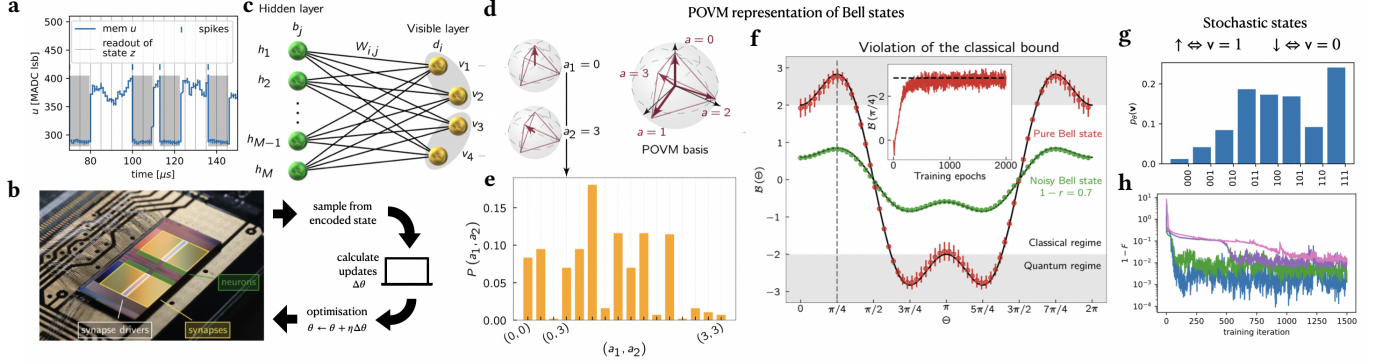 a
mem u
spikes
readout of
state z
u [MADC lsb]
450
400
350
300
80
100
120
140
time [μs]
b
neurons
synapse drivers
synapses
c
Hidden layer
b_j
W_i,j
Visible layer
d_i
h_1
h_2
h_M−1
h_M
v_1
v_2
v_3
v_4
sample from
encoded state
calculate
updates
Δθ
optimisation
θ ← θ + ηΔθ
POVM representation of Bell states
d
a_1 = 0
a_2 = 3
a = 0
a = 3
a = 2
a = 1
POVM basis
e
P (a_1, a_2)
0.15
0.10
0.05
0.00
(0, 0)
(0, 3)
(3, 3)
(a_1, a_2)
f
Violation of the classical bound
B (Θ)
3
2
1
0
−1
−2
−3
B (π/4)
2
0
0
1000
2000
Training epochs
Pure Bell state
Noisy Bell state
1 − r = 0.7
Classical regime
Quantum regime
0
π/4
π/2
3π/4
π
5π/4
3π/2
7π/4
2π
Θ
Stochastic states
↑ ⇔ v = 1 ↓ ⇔ v = 0
g
p_θ(v)
0.2
0.1
0.0
000
001
010
011
100
101
110
111
h
1 − F
10^1
10^0
10^−1
10^−2
10^−3
10^−4
0
250
500
750
1000
1250
1500
training iteration